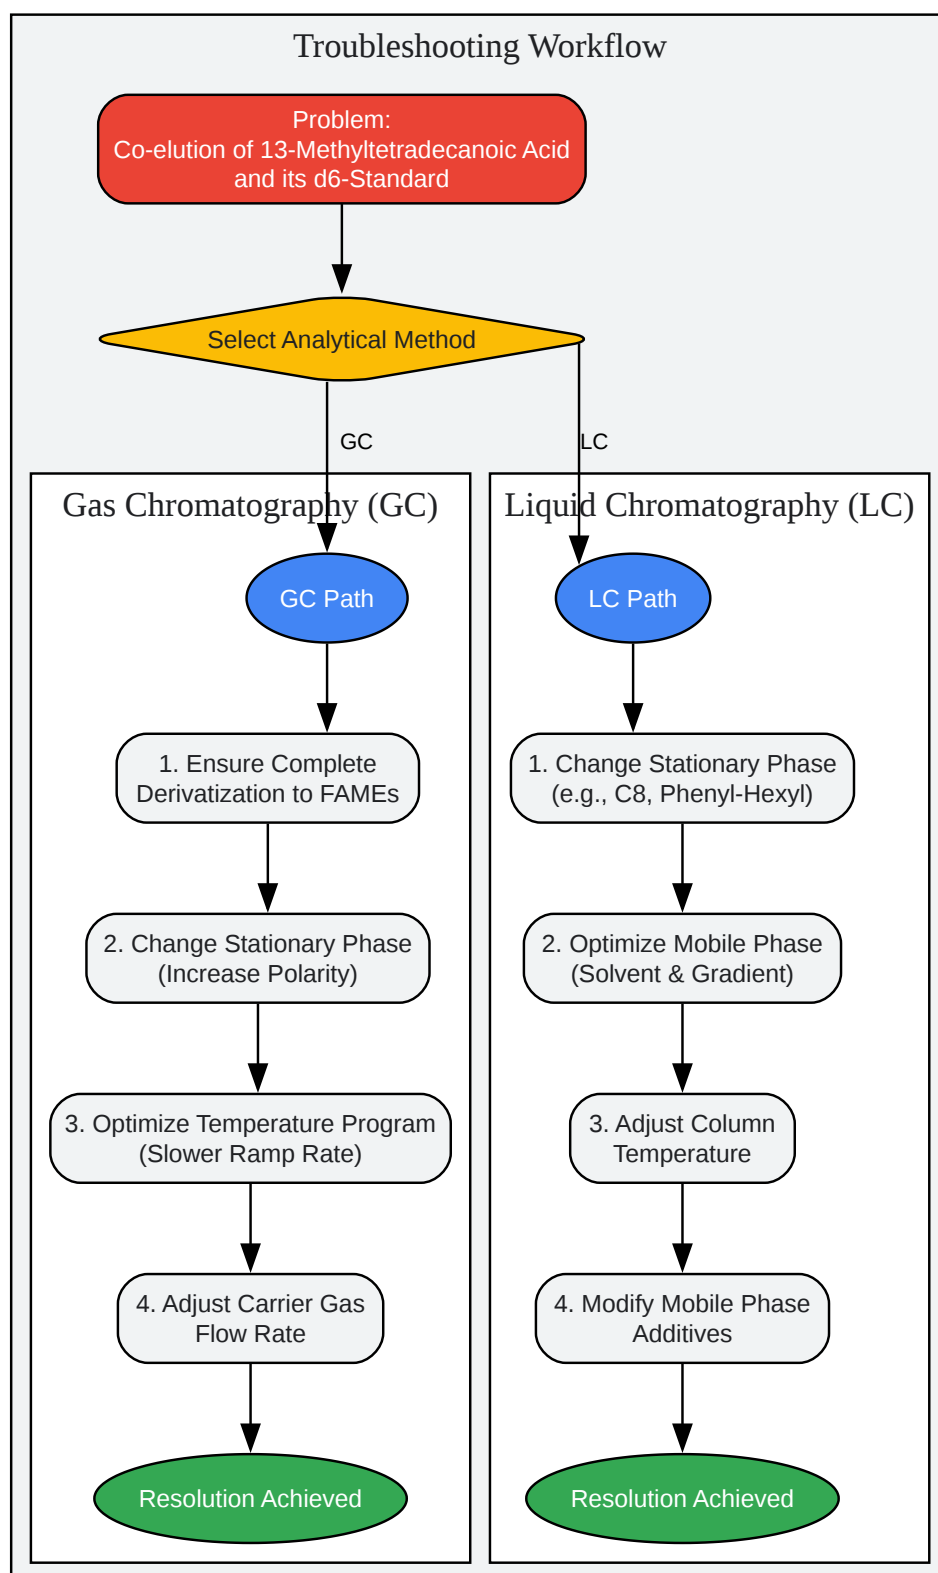 Troubleshooting Workflow
Problem:
Co-elution of 13-Methyltetradecanoic Acid
and its d6-Standard
Select Analytical Method
GC
LC
Gas Chromatography (GC)
GC Path
1. Ensure Complete
Derivatization to FAMEs
2. Change Stationary Phase
(Increase Polarity)
3. Optimize Temperature Program
(Slower Ramp Rate)
4. Adjust Carrier Gas
Flow Rate
Resolution Achieved
Liquid Chromatography (LC)
LC Path
1. Change Stationary Phase
(e.g., C8, Phenyl-Hexyl)
2. Optimize Mobile Phase
(Solvent & Gradient)
3. Adjust Column
Temperature
4. Modify Mobile Phase
Additives
Resolution Achieved